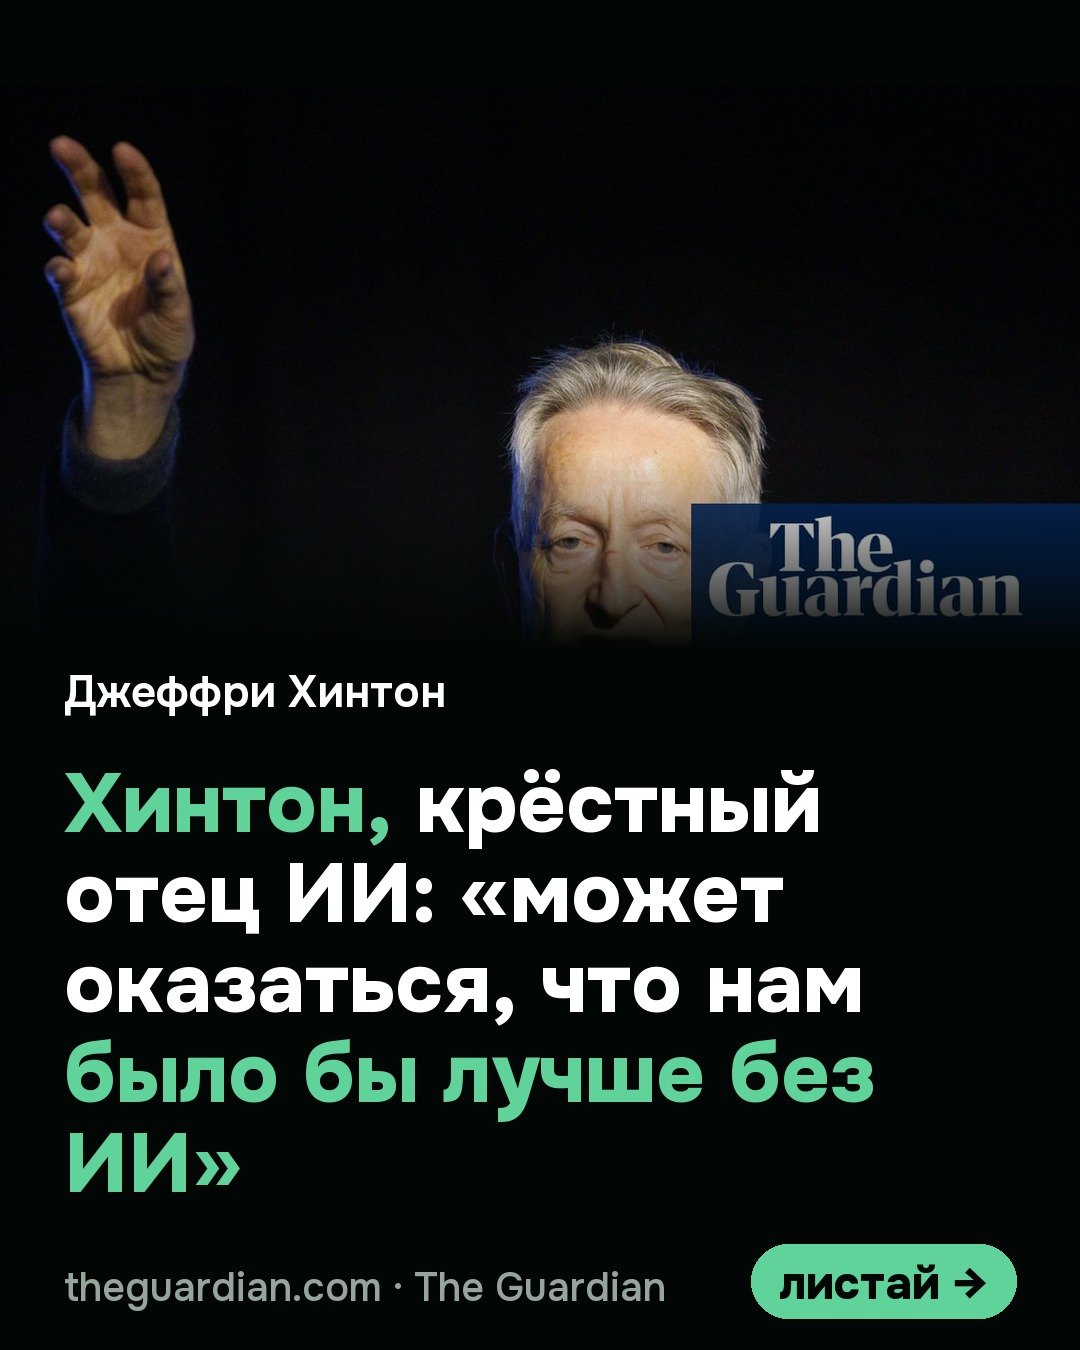 The
Guardian
Джеффри Хинтон
Хинтон, крёстный
отец ИИ: «может
оказаться, что нам
было бы лучше без
ИИ»
theguardian.com · The Guardian
листай →